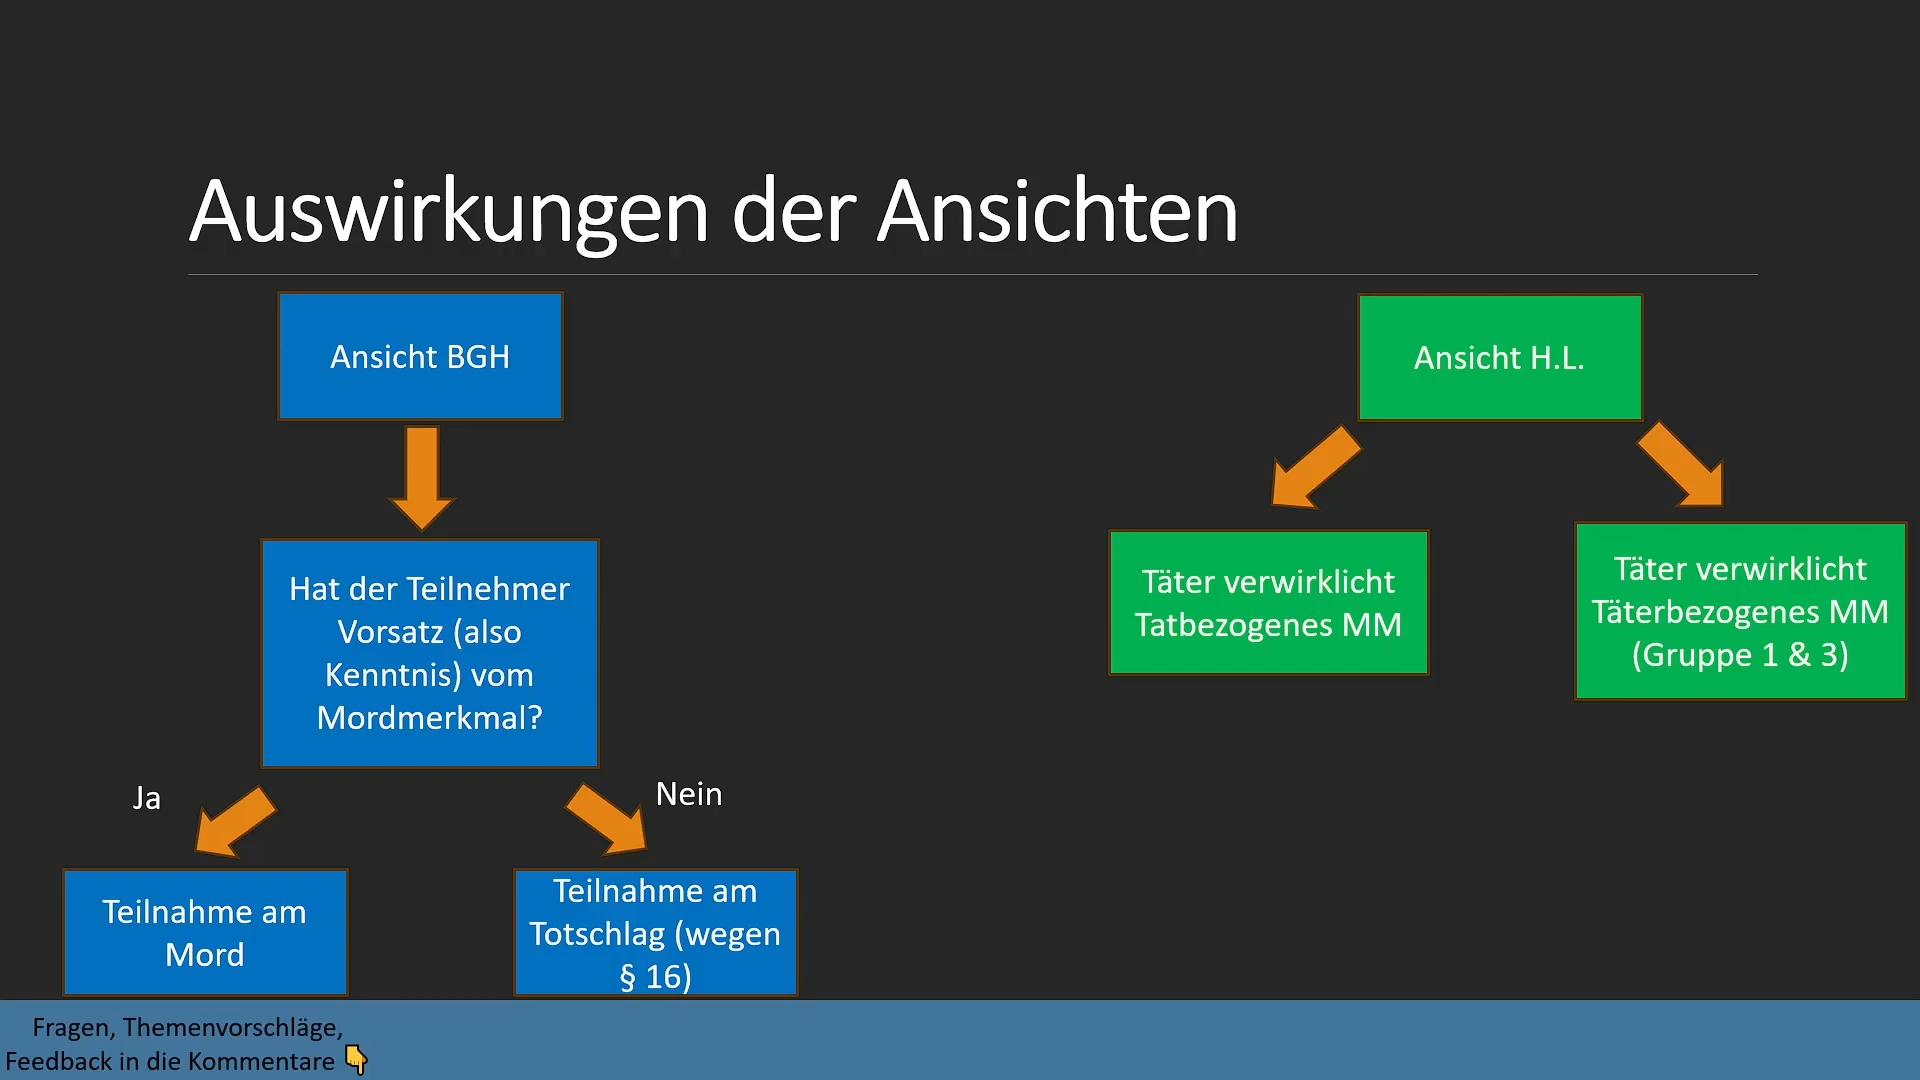 Auswirkungen der Ansichten
Ansicht BGH
Hat der Teilnehmer
Vorsatz (also
Kenntnis) vom
Mordmerkmal?
Ja
Nein
Teilnahme am
Mord
Teilnahme am
Totschlag (wegen
§ 16)
Ansicht H.L.
Täter verwirklicht
Tatbezogenes MM
Täter verwirklicht
Täterbezogenes MM
(Gruppe 1 & 3)
Fragen, Themenvorschläge,
Feedback in die Kommentare 👇